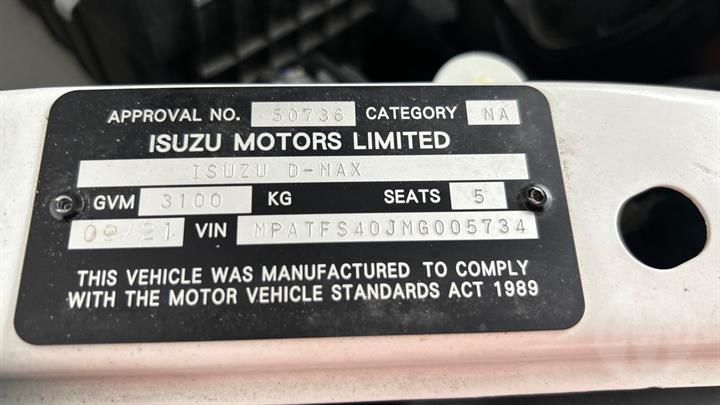 APPROVAL NO. 50736 CATEGORY NA
ISUZU MOTORS LIMITED
ISUZU D-MAX
GVM 3100 KG SEATS 5
09/21 VIN MPATFS40JMG005734
THIS VEHICLE WAS MANUFACTURED TO COMPLY
WITH THE MOTOR VEHICLE STANDARDS ACT 1989